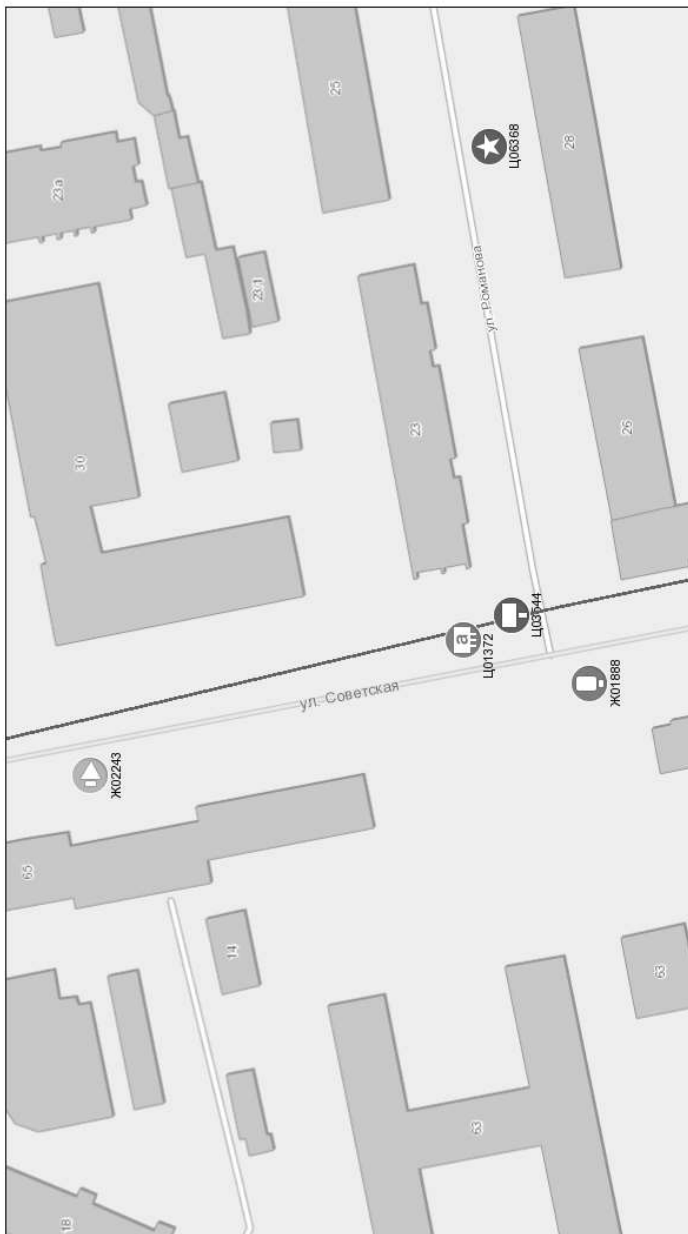 25
28
23а
Ц06368
23/1
ул. Романова
30
23
26
Ц03544
а
Ц01372
Ж01888
ул. Советская
Ж02243
65
14
63
63
18